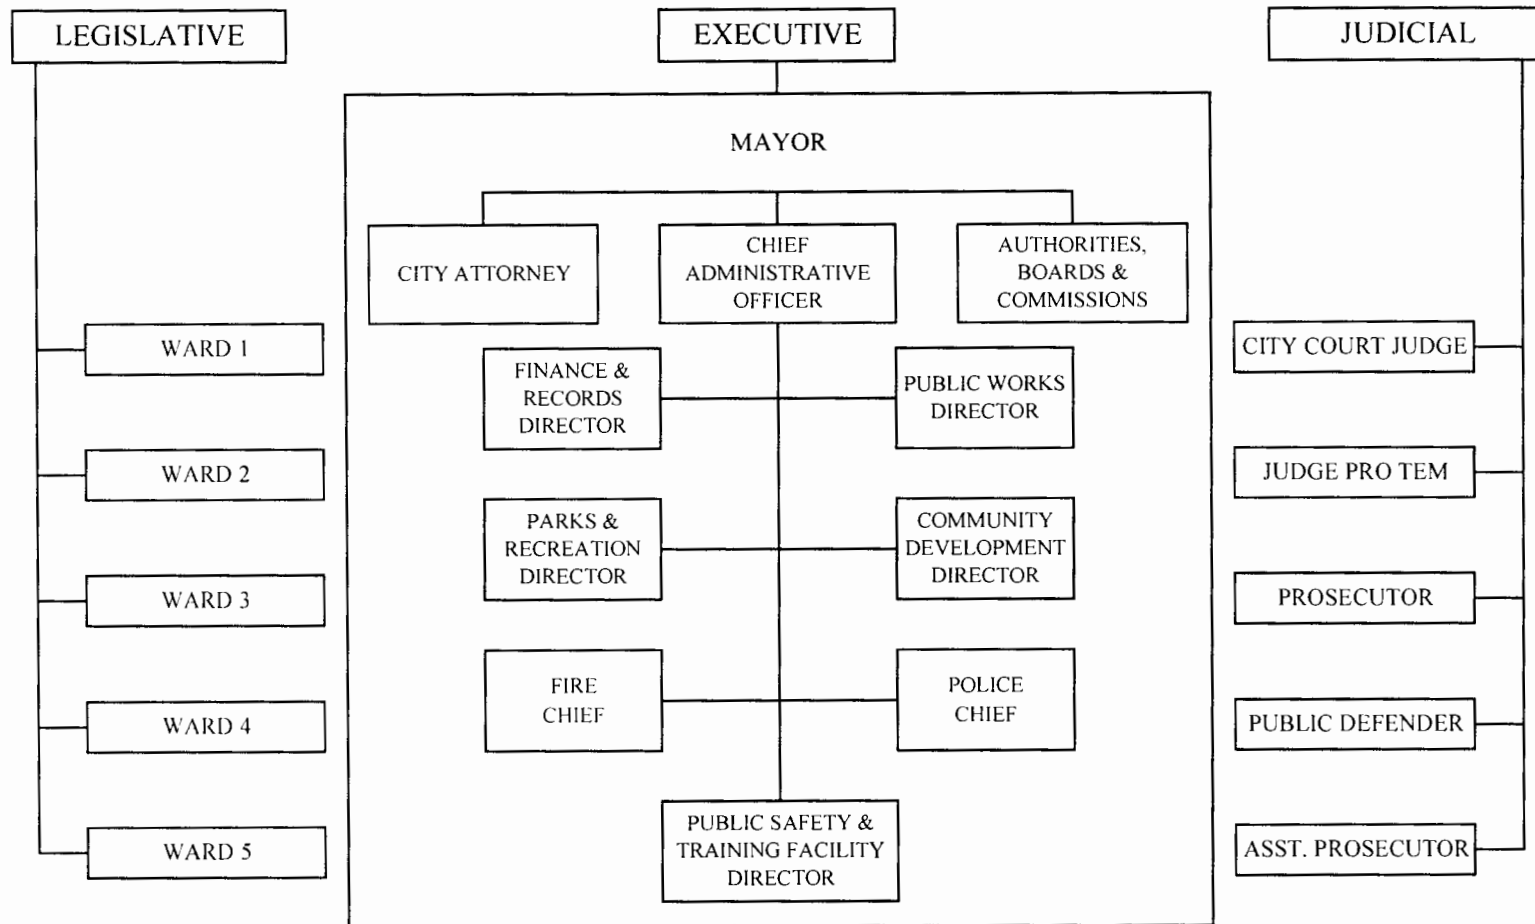 LEGISLATIVE
EXECUTIVE
JUDICIAL
MAYOR
CITY ATTORNEY
CHIEF
ADMINISTRATIVE
OFFICER
AUTHORITIES,
BOARDS &
COMMISSIONS
WARD 1
WARD 2
WARD 3
WARD 4
WARD 5
FINANCE &
RECORDS
DIRECTOR
PUBLIC WORKS
DIRECTOR
PARKS &
RECREATION
DIRECTOR
COMMUNITY
DEVELOPMENT
DIRECTOR
FIRE
CHIEF
POLICE
CHIEF
PUBLIC SAFETY &
TRAINING FACILITY
DIRECTOR
CITY COURT JUDGE
JUDGE PRO TEM
PROSECUTOR
PUBLIC DEFENDER
ASST. PROSECUTOR